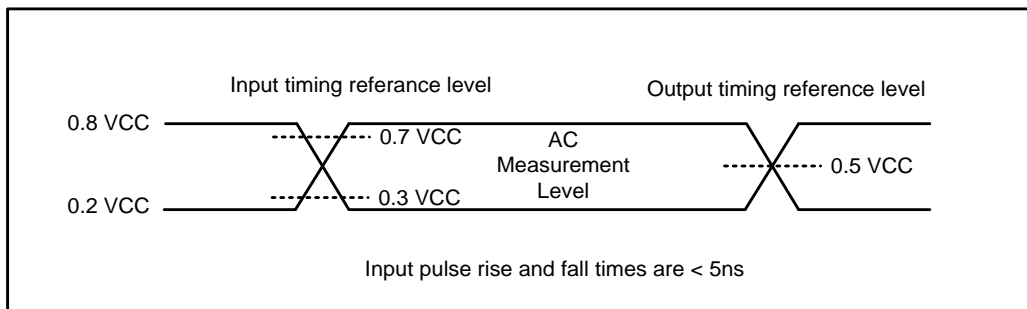 Input timing referance level
Output timing reference level
0.8 VCC
0.7 VCC
AC
Measurement
Level
0.5 VCC
0.3 VCC
0.2 VCC
Input pulse rise and fall times are < 5ns